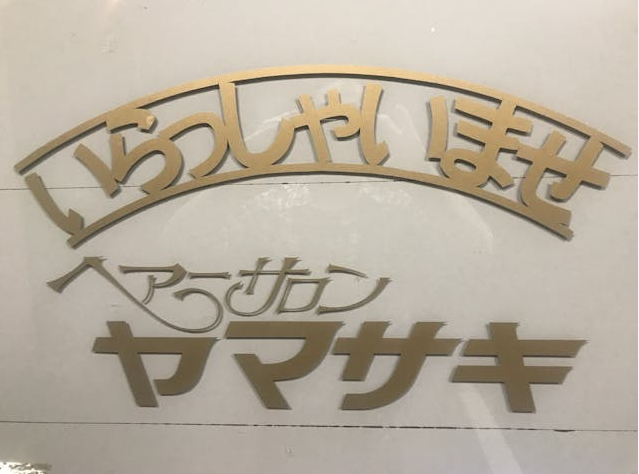 いらっしゃいませ
ヘアーサロン
ヤマサキ